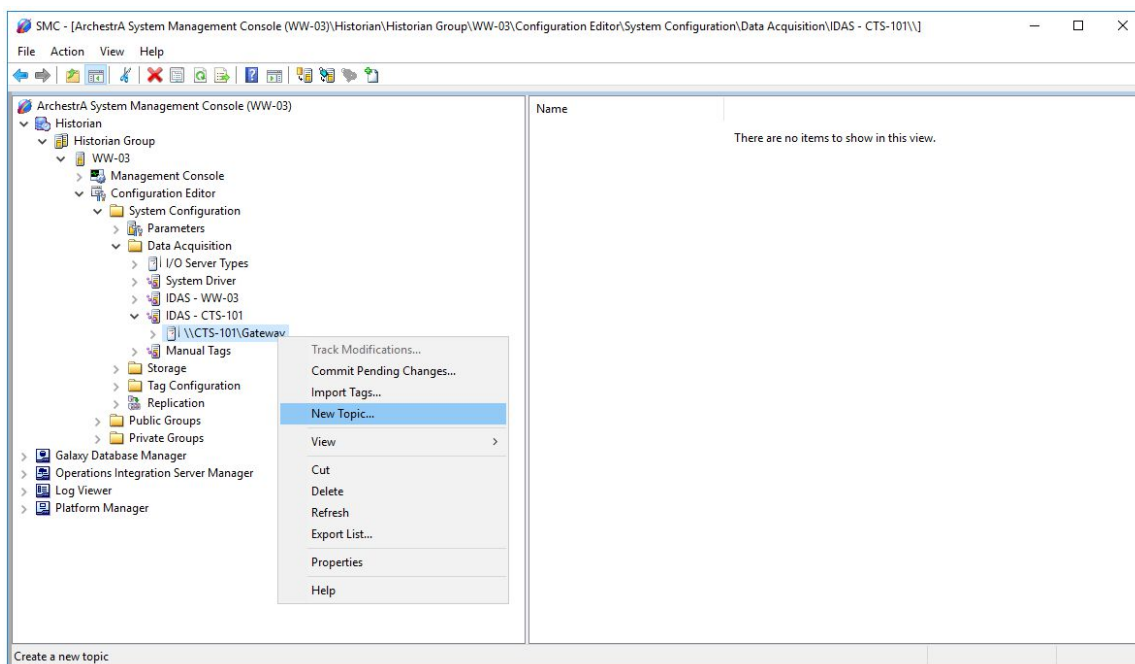 SMC - [ArchestrA System Management Console (WW-03)\Historian\Historian Group\WW-03\Configuration Editor\System Configuration\Data Acquisition\IDAS - CTS-101\\]
File Action View Help
ArchestrA System Management Console (WW-03)
Historian
Historian Group
WW-03
Management Console
Configuration Editor
System Configuration
Parameters
Data Acquisition
I/O Server Types
System Driver
IDAS - WW-03
IDAS - CTS-101
\\CTS-101\Gateway
Manual Tags
Storage
Tag Configuration
Replication
Public Groups
Private Groups
Galaxy Database Manager
Operations Integration Server Manager
Log Viewer
Platform Manager
Track Modifications...
Commit Pending Changes...
Import Tags...
New Topic...
View
Cut
Delete
Refresh
Export List...
Properties
Help
Name
There are no items to show in this view.
Create a new topic